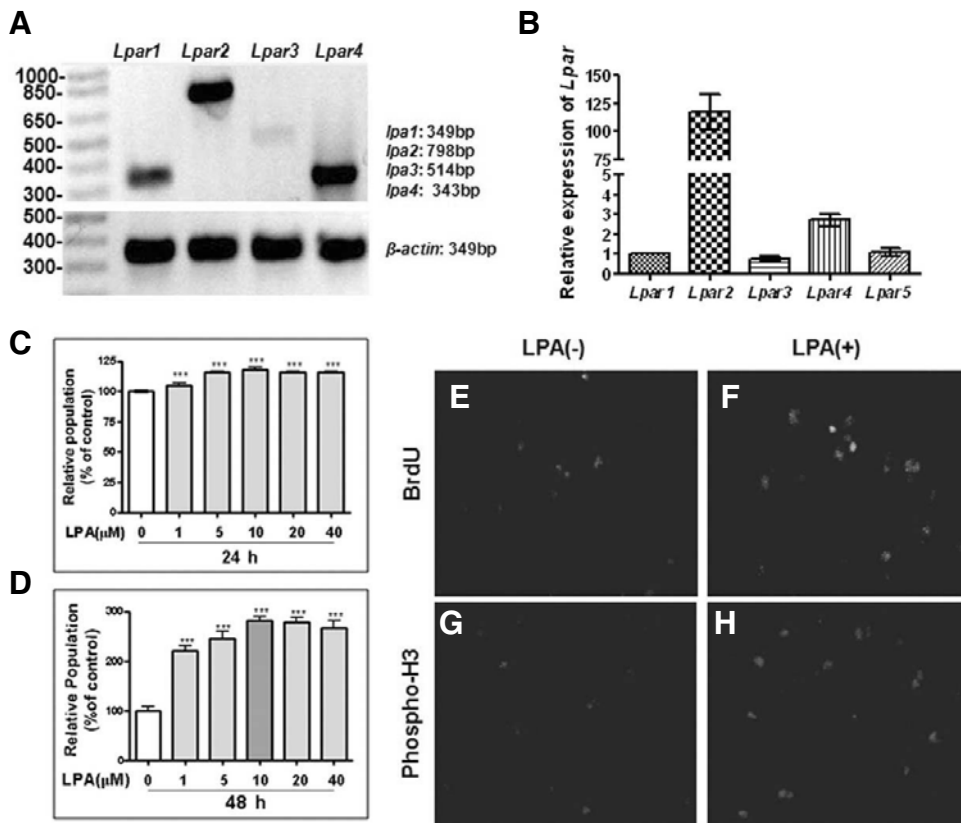 A
Lpar1 Lpar2 Lpar3 Lpar4
1000-
850-
650-
500-
400-
300-
lpa1: 349bp
lpa2: 798bp
lpa3: 514bp
lpa4: 343bp
500-
400-
300-
β-actin: 349bp
B
Relative expression of Lpar
150
125
100
75
5
4
3
2
1
0
Lpar1 Lpar2 Lpar3 Lpar4 Lpar5
C
Relative population
(% of control)
125
100
75
50
25
0
*** *** *** *** ***
LPA(μM) 0 1 5 10 20 40
24 h
D
Relative Population
(%of control)
300
200
100
0
*** *** *** *** ***
LPA(μM) 0 1 5 10 20 40
48 h
LPA(-) LPA(+)
BrdU
E F
Phospho-H3
G H